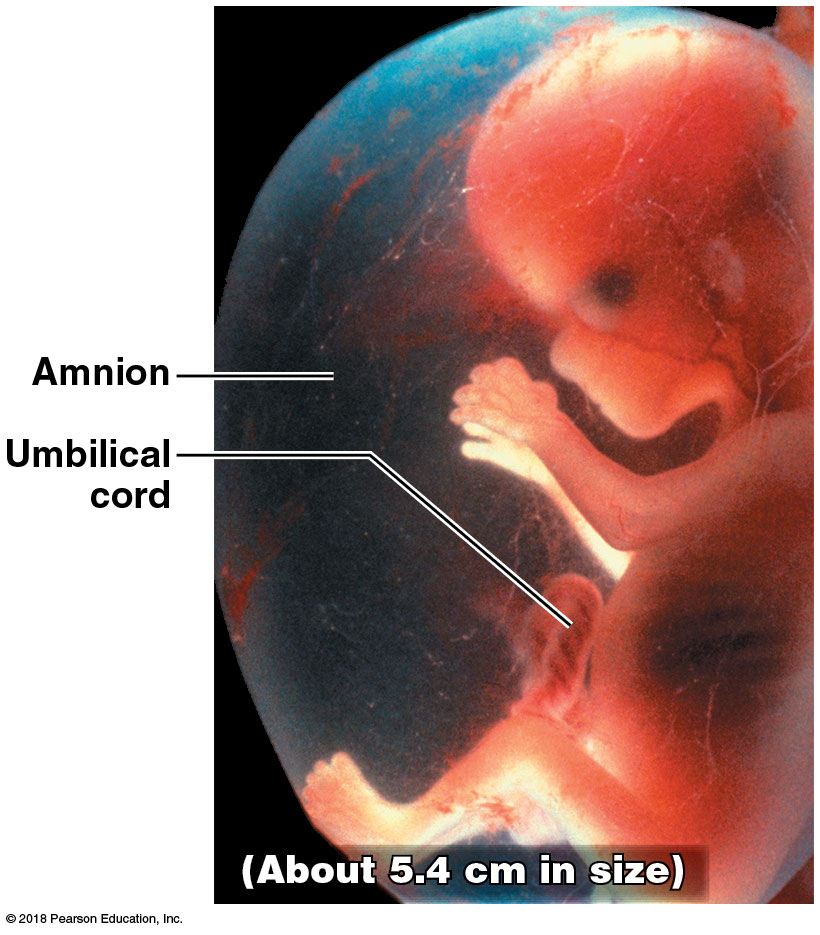 Amnion
Umbilical
cord
(About 5.4 cm in size)
© 2018 Pearson Education, Inc.